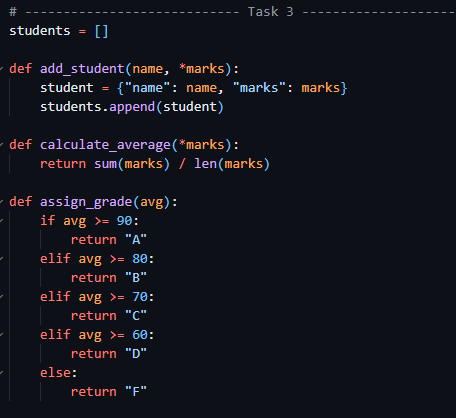 # ---------------------------- Task 3 --------------------
students = []
def add_student(name, *marks):
    student = {"name": name, "marks": marks}
    students.append(student)
def calculate_average(*marks):
    return sum(marks) / len(marks)
def assign_grade(avg):
    if avg >= 90:
        return "A"
    elif avg >= 80:
        return "B"
    elif avg >= 70:
        return "C"
    elif avg >= 60:
        return "D"
    else:
        return "F"